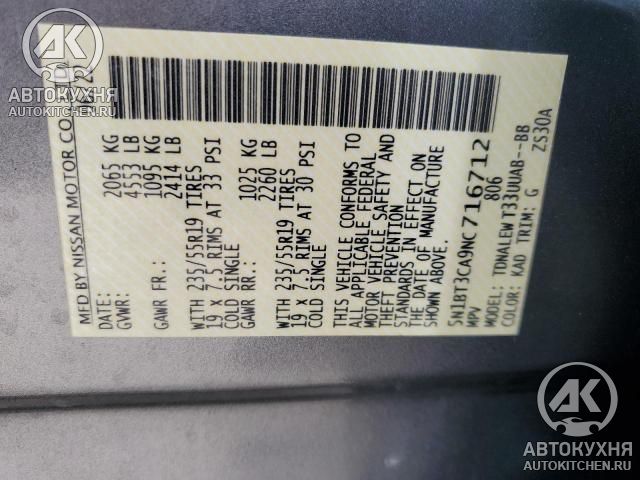 MFD BY NISSAN MOTOR CO
DATE:
GVWR: 2065 KG
4553 LB
GAWR FR.: 1095 KG
2414 LB
WITH 235/55R19 TIRES
19 x 7.5 RIMS AT 33 PSI
COLD SINGLE
GAWR RR.: 1025 KG
2260 LB
WITH 235/55R19 TIRES
19 x 7.5 RIMS AT 30 PSI
COLD SINGLE
THIS VEHICLE CONFORMS TO
ALL APPLICABLE FEDERAL
MOTOR VEHICLE SAFETY AND
THEFT PREVENTION
STANDARDS IN EFFECT ON
THE DATE OF MANUFACTURE
SHOWN ABOVE.
5N1BT3CA9NC716712
MPV 806
MODEL: TDNALEWT33UUAB--BB
COLOR: KAD TRIM: G ZS30A
АК
АВТОКУХНЯ
AUTOKITCHEN.RU
АК
АВТОКУХНЯ
AUTOKITCHEN.RU